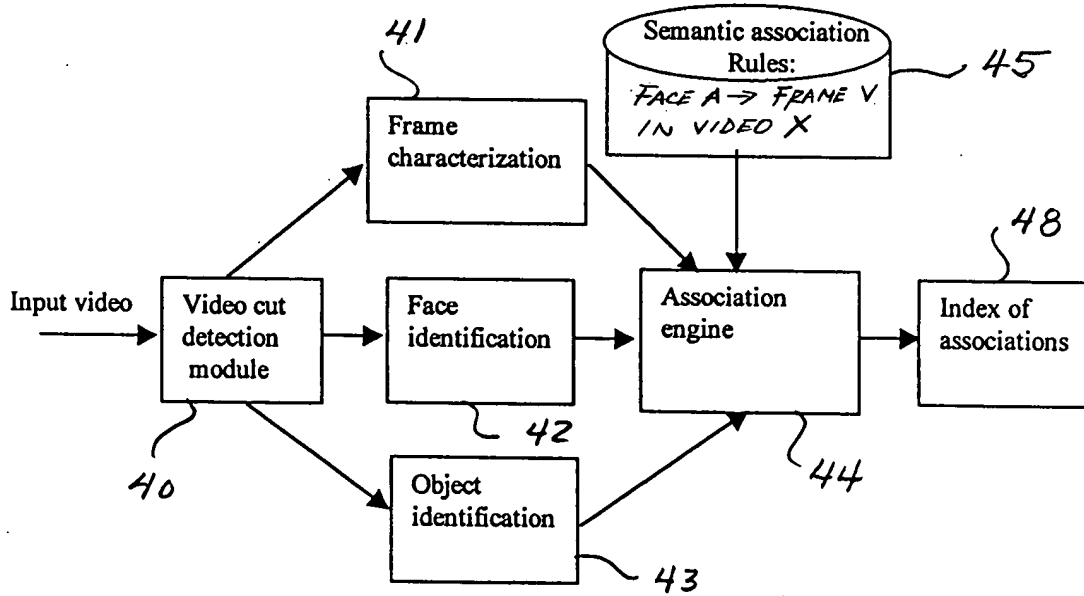 41
Semantic association
Rules:
FACE A → FRAME V
IN VIDEO X
45
Frame
characterization
48
Input video
Video cut
detection
module
Face
identification
Association
engine
Index of
associations
40
42
44
Object
identification
43